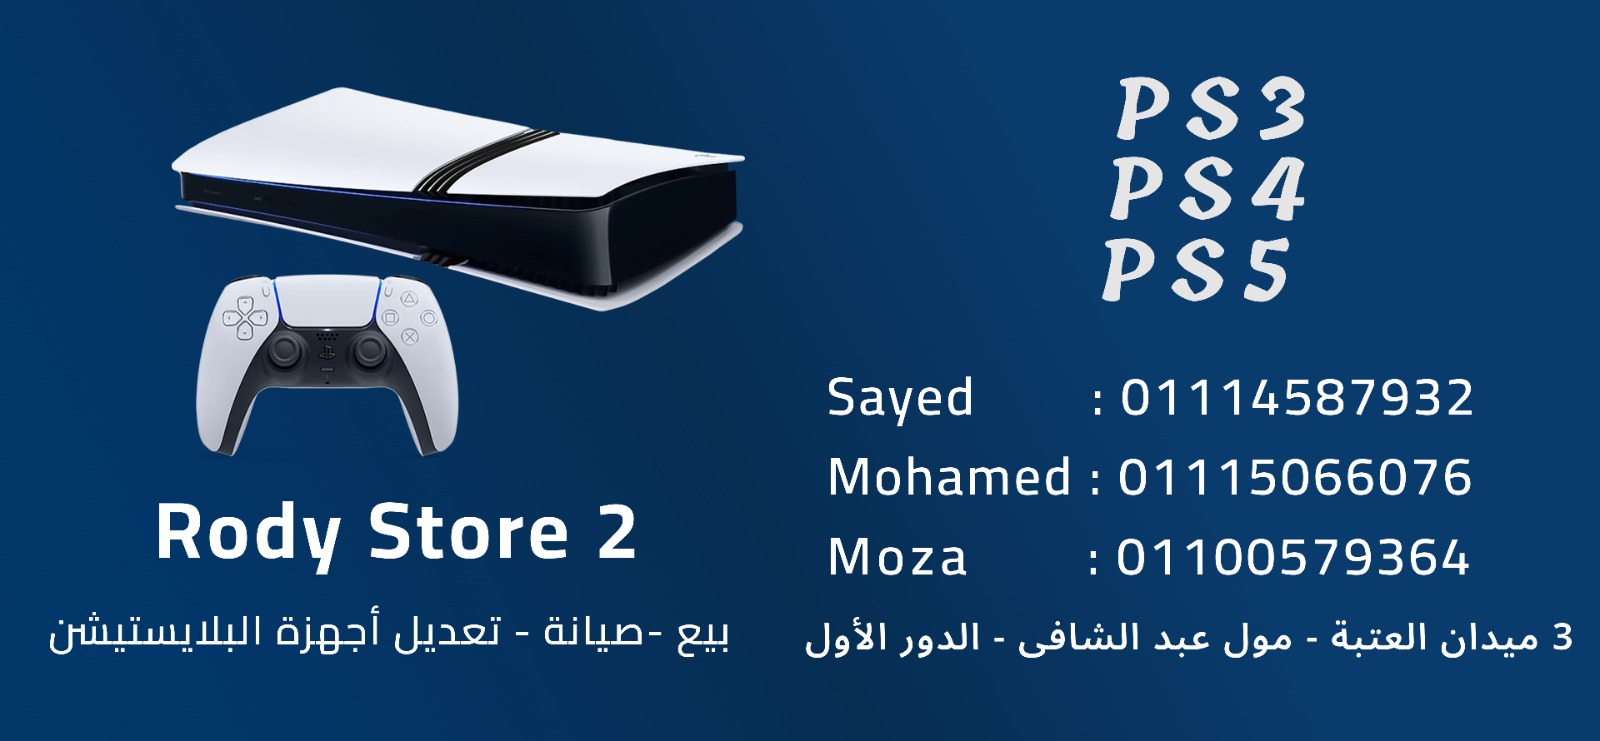 PS3
PS4
PS5
Sayed : 01114587932
Mohamed : 01115066076
Moza : 01100579364
3 ميدان العتبة - مول عبد الشافى - الدور الأول
Rody Store 2
بيع -صيانة - تعديل أجهزة البلايستيشن